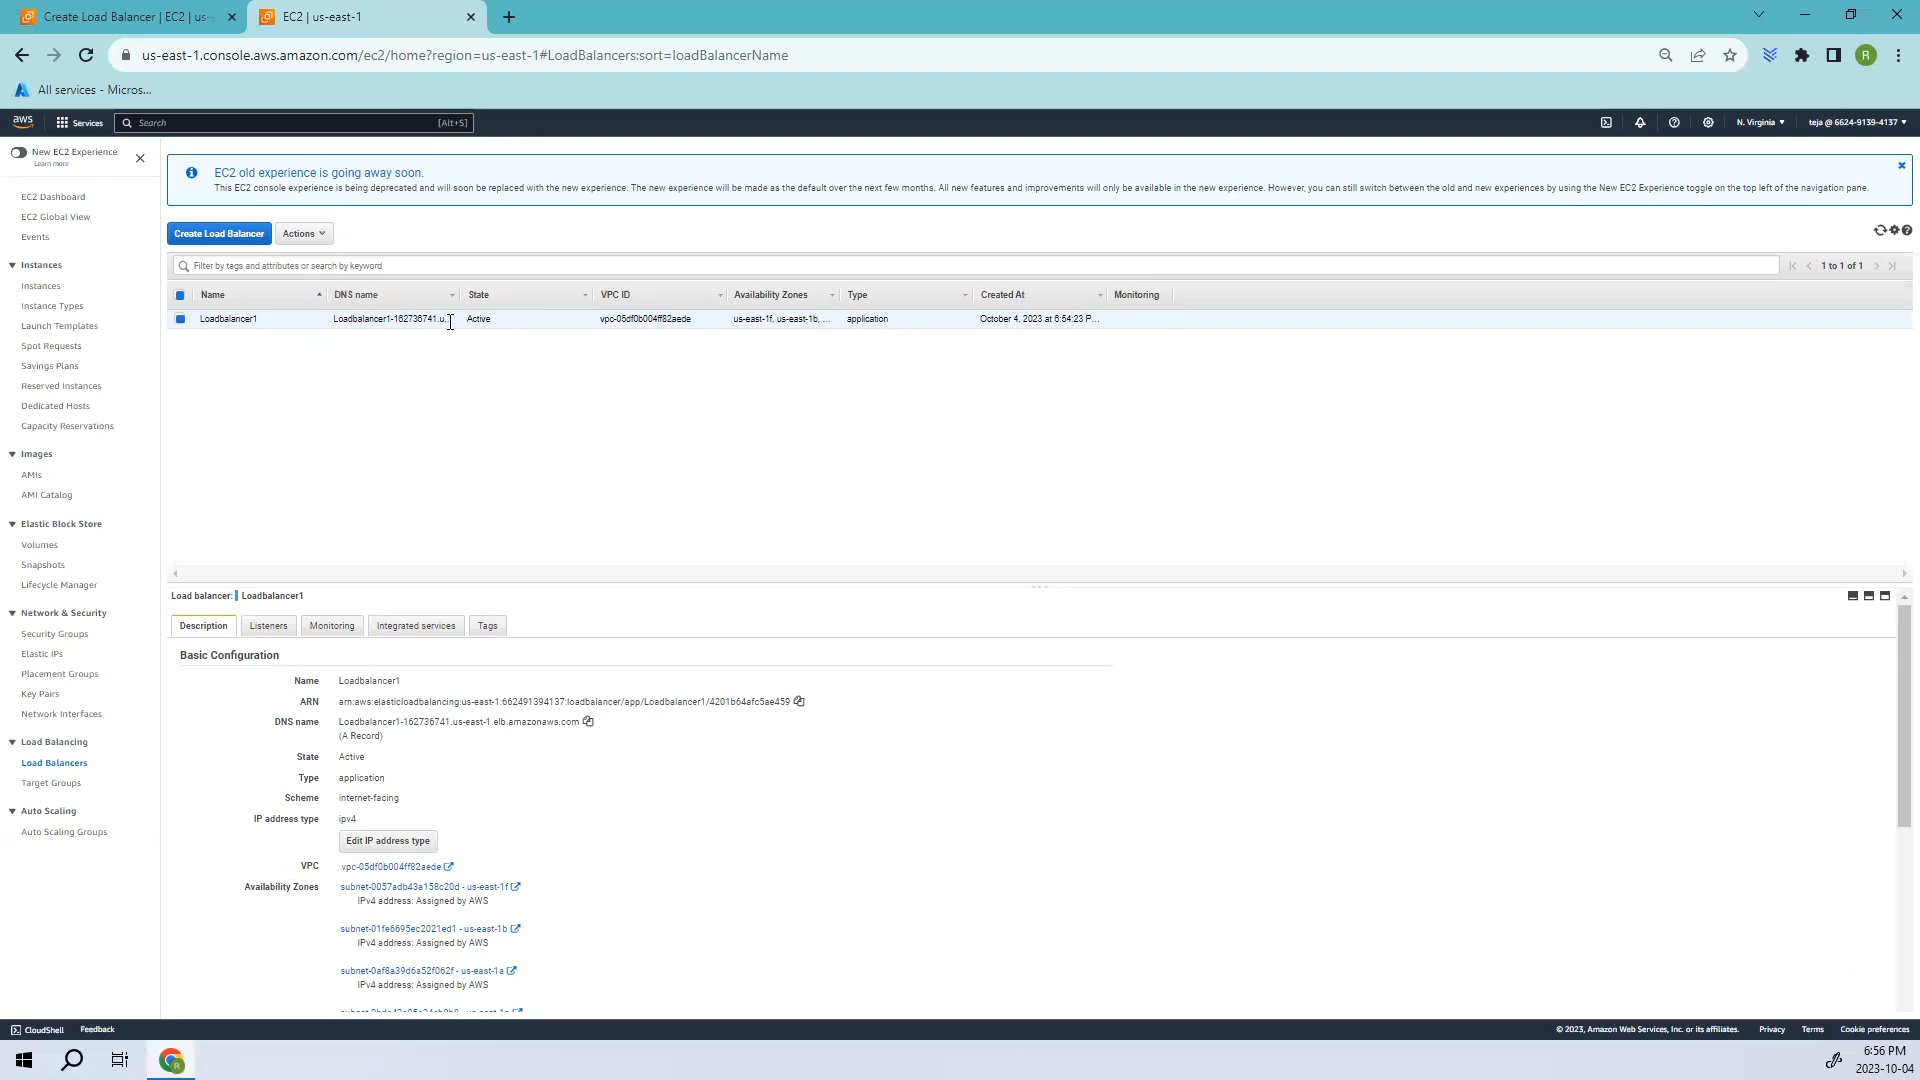 Create Load Balancer | EC2 | us-
EC2 | us-east-1
us-east-1.console.aws.amazon.com/ec2/home?region=us-east-1#LoadBalancers:sort=loadBalancerName
R
All services - Micros...
aws
Services
Search
[Alt+S]
N. Virginia
teja @ 6624-9139-4137
New EC2 Experience
Learn more
EC2 Dashboard
EC2 Global View
Events
Instances
Instances
Instance Types
Launch Templates
Spot Requests
Savings Plans
Reserved Instances
Dedicated Hosts
Capacity Reservations
Images
AMIs
AMI Catalog
Elastic Block Store
Volumes
Snapshots
Lifecycle Manager
Network & Security
Security Groups
Elastic IPs
Placement Groups
Key Pairs
Network Interfaces
Load Balancing
Load Balancers
Target Groups
Auto Scaling
Auto Scaling Groups
EC2 old experience is going away soon.
This EC2 console experience is being deprecated and will soon be replaced with the new experience. The new experience will be made as the default over the next few months. All new features and improvements will only be available in the new experience. However, you can still switch between the old and new experiences by using the New EC2 Experience toggle on the top left of the navigation pane.
Create Load Balancer
Actions
Filter by tags and attributes or search by keyword
1 to 1 of 1
Name DNS name State VPC ID Availability Zones Type Created At Monitoring
Loadbalancer1 Loadbalancer1-162736741.u... Active vpc-05df0b004ff82aede us-east-1f, us-east-1b, ... application October 4, 2023 at 6:54:23 P...
Load balancer: Loadbalancer1
Description Listeners Monitoring Integrated services Tags
Basic Configuration
Name Loadbalancer1
ARN arn:aws:elasticloadbalancing:us-east-1:662491394137:loadbalancer/app/Loadbalancer1/4201b64afc5ae459
DNS name Loadbalancer1-162736741.us-east-1.elb.amazonaws.com
(A Record)
State Active
Type application
Scheme internet-facing
IP address type ipv4
Edit IP address type
VPC vpc-05df0b004ff82aede
Availability Zones subnet-0057adb43a158c20d - us-east-1f
IPv4 address: Assigned by AWS
subnet-01fe6695ec2021ed1 - us-east-1b
IPv4 address: Assigned by AWS
subnet-0af8a39d6a52f062f - us-east-1a
IPv4 address: Assigned by AWS
CloudShell
Feedback
© 2023, Amazon Web Services, Inc. or its affiliates.
Privacy
Terms
Cookie preferences
6:56 PM
2023-10-04